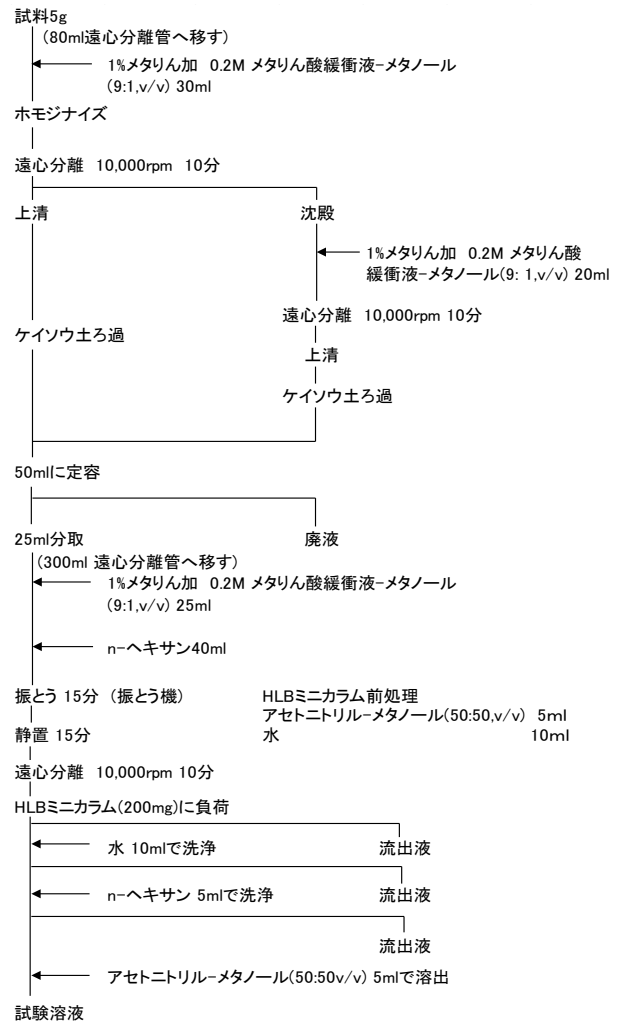 試料5g
(80ml遠心分離管へ移す)
1%メタりん加 0.2M メタりん酸緩衝液-メタノール
(9:1,v/v) 30ml
ホモジナイズ
遠心分離 10,000rpm 10分
上清 沈殿
1%メタりん加 0.2M メタりん酸
緩衝液-メタノール(9: 1,v/v) 20ml
遠心分離 10,000rpm 10分
ケイソウ土ろ過
上清
ケイソウ土ろ過
50mlに定容
25ml分取 廃液
(300ml 遠心分離管へ移す)
1%メタりん加 0.2M メタりん酸緩衝液-メタノール
(9:1,v/v) 25ml
n-ヘキサン40ml
振とう 15分 (振とう機) HLBミニカラム前処理
アセトニトリル-メタノール(50:50,v/v) 5ml
静置 15分 水 10ml
遠心分離 10,000rpm 10分
HLBミニカラム(200mg)に負荷
水 10mlで洗浄 流出液
n-ヘキサン 5mlで洗浄 流出液
流出液
アセトニトリル-メタノール(50:50v/v) 5mlで溶出
試験溶液